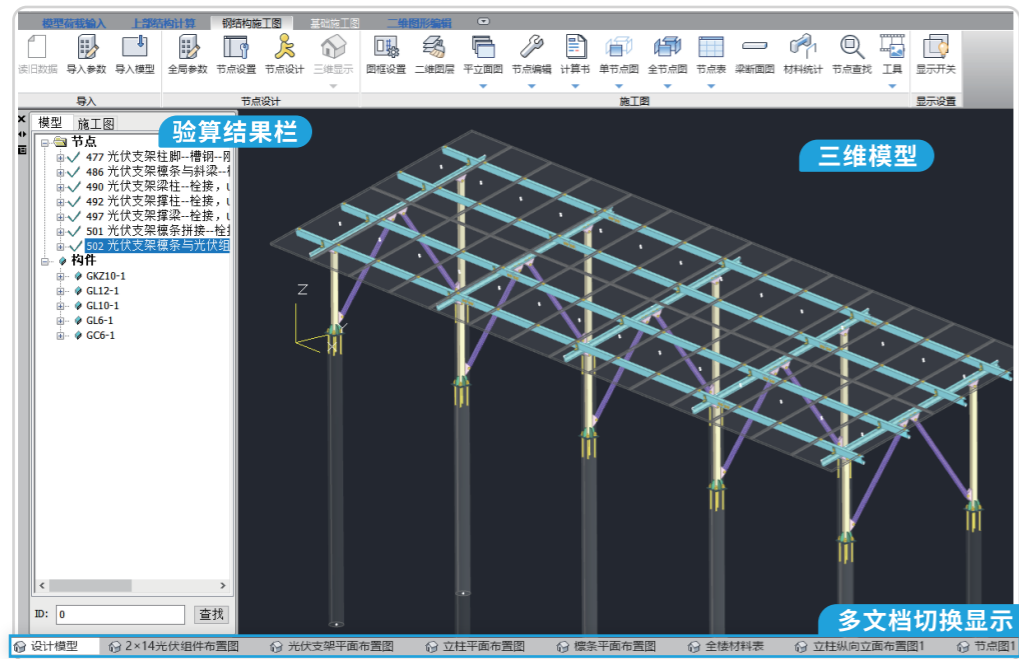 模型荷载输入 上部结构计算 钢结构施工图 基础施工图 二维图形编辑
读旧数据 导入参数 导入模型 全局参数 节点设置 节点设计 三维显示 图框设置 二维图层 平立面图 节点编辑 计算书 单节点图 全节点图 节点表 梁断面图 材料统计 节点查找 工具 显示开关
导入 节点设计 施工图 显示设置
模型 施工图
验算结果栏
三维模型
节点
477 光伏支架柱脚--槽钢--刚
486 光伏支架檩条与斜梁--
490 光伏支架梁柱--栓接,
492 光伏支架撑柱--栓接,
497 光伏支架撑梁--栓接,
501 光伏支架檩条拼接--栓
502 光伏支架檩条与光伏组
构件
GKZ10-1
GL12-1
GL10-1
GL6-1
GC6-1
Z
Y
X
ID: 0 查找
多文档切换显示
设计模型 2×14光伏组件布置图 光伏支架平面布置图 立柱平面布置图 檩条平面布置图 全楼材料表 立柱纵向立面布置图1 节点图1